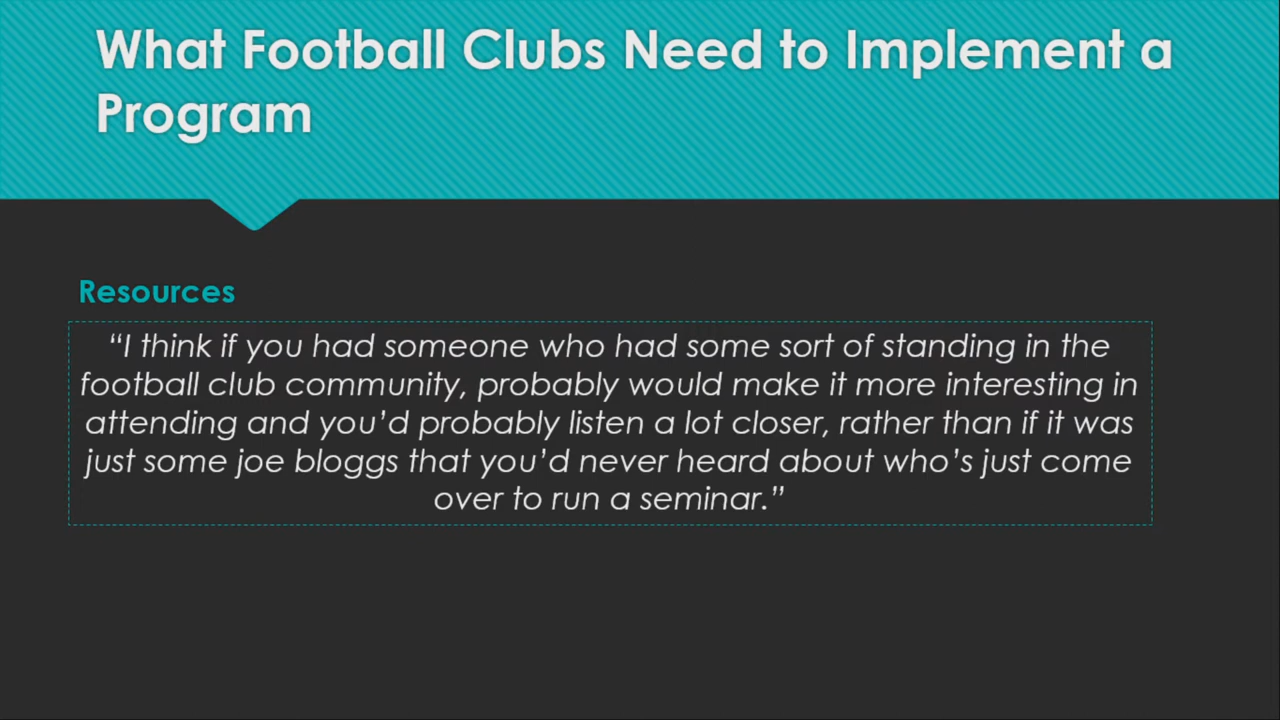 What Football Clubs Need to Implement a
Program
Resources
“I think if you had someone who had some sort of standing in the
football club community, probably would make it more interesting in
attending and you’d probably listen a lot closer, rather than if it was
just some joe bloggs that you’d never heard about who’s just come
over to run a seminar.”